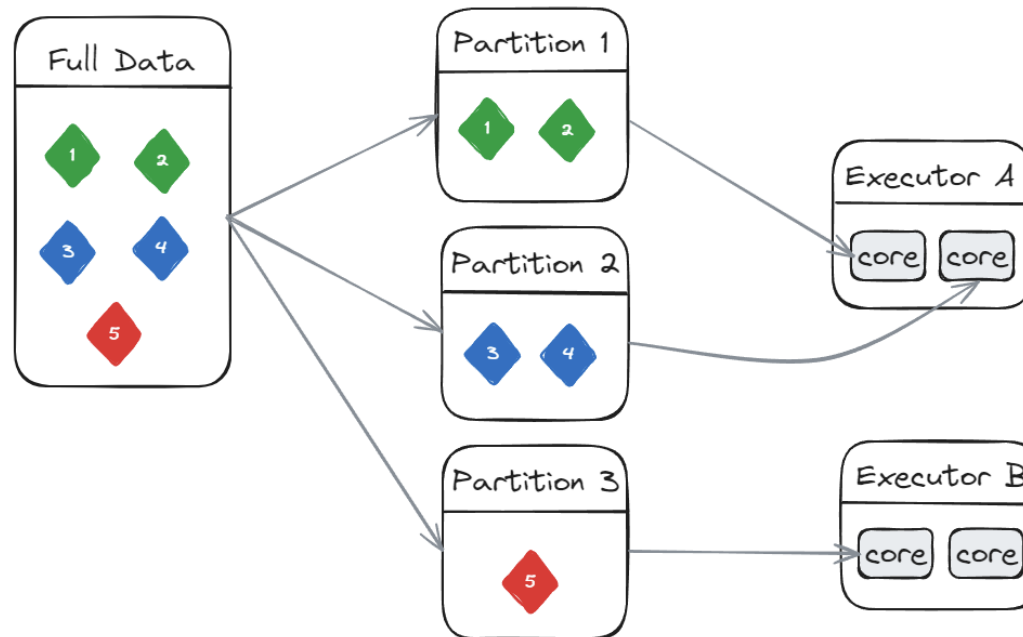 Full Data
1 2
3 4
5
Partition 1
1 2
Partition 2
3 4
Partition 3
5
Executor A
core core
Executor B
core core